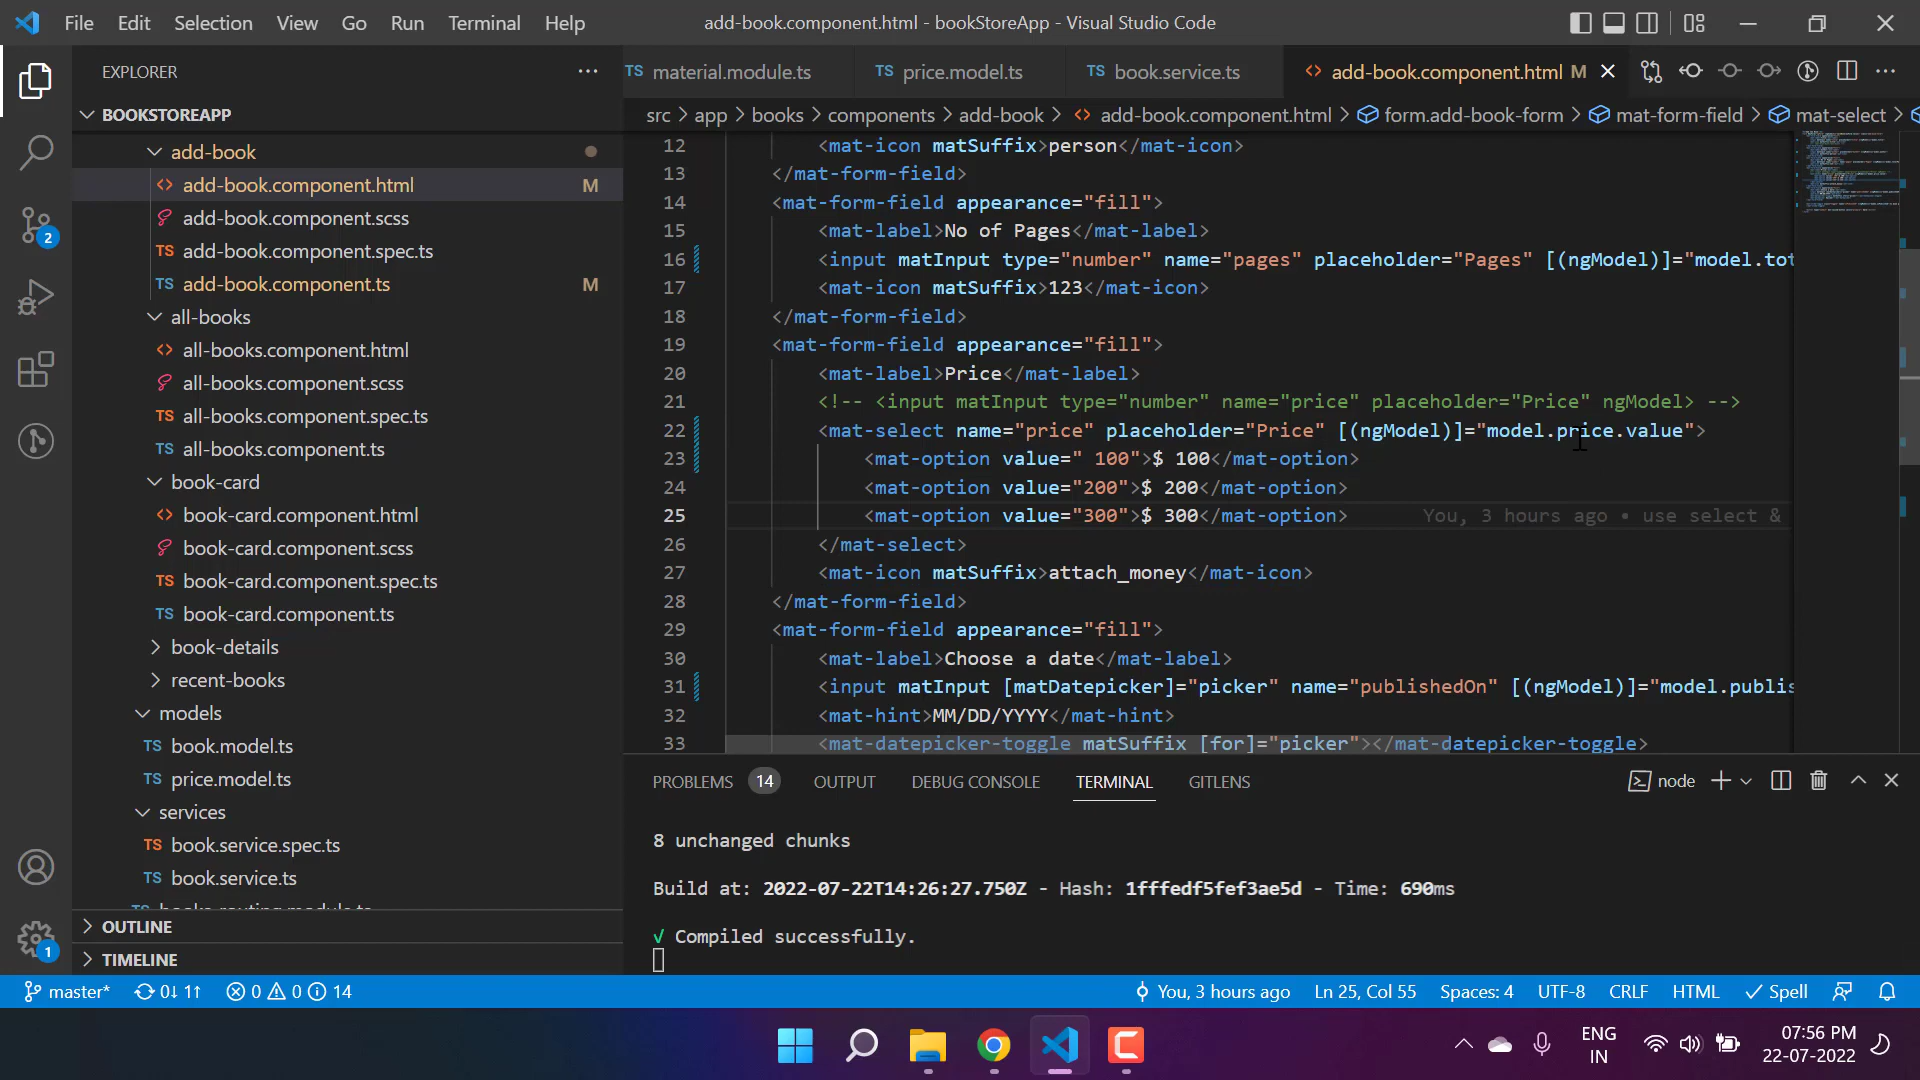 File Edit Selection View Go Run Terminal Help
add-book.component.html - bookStoreApp - Visual Studio Code
EXPLORER
BOOKSTOREAPP
add-book
add-book.component.html M
add-book.component.scss
TS add-book.component.spec.ts
TS add-book.component.ts M
all-books
all-books.component.html
all-books.component.scss
TS all-books.component.spec.ts
TS all-books.component.ts
book-card
book-card.component.html
book-card.component.scss
TS book-card.component.spec.ts
TS book-card.component.ts
book-details
recent-books
models
TS book.model.ts
TS price.model.ts
services
TS book.service.spec.ts
TS book.service.ts
OUTLINE
TIMELINE
2
1
TS material.module.ts TS price.model.ts TS book.service.ts <> add-book.component.html M
src > app > books > components > add-book > <> add-book.component.html > form.add-book-form > mat-form-field > mat-select >
12 <mat-icon matSuffix>person</mat-icon>
13 </mat-form-field>
14 <mat-form-field appearance="fill">
15 <mat-label>No of Pages</mat-label>
16 <input matInput type="number" name="pages" placeholder="Pages" [(ngModel)]="model.tot
17 <mat-icon matSuffix>123</mat-icon>
18 </mat-form-field>
19 <mat-form-field appearance="fill">
20 <mat-label>Price</mat-label>
21 <!-- <input matInput type="number" name="price" placeholder="Price" ngModel> -->
22 <mat-select name="price" placeholder="Price" [(ngModel)]="model.price.value">
23 <mat-option value=" 100">$ 100</mat-option>
24 <mat-option value="200">$ 200</mat-option>
25 <mat-option value="300">$ 300</mat-option> You, 3 hours ago • use select &
26 </mat-select>
27 <mat-icon matSuffix>attach_money</mat-icon>
28 </mat-form-field>
29 <mat-form-field appearance="fill">
30 <mat-label>Choose a date</mat-label>
31 <input matInput [matDatepicker]="picker" name="publishedOn" [(ngModel)]="model.publis
32 <mat-hint>MM/DD/YYYY</mat-hint>
33 <mat-datepicker-toggle matSuffix [for]="picker"></mat-datepicker-toggle>
PROBLEMS 14 OUTPUT DEBUG CONSOLE TERMINAL GITLENS node
8 unchanged chunks
Build at: 2022-07-22T14:26:27.750Z - Hash: 1fffedf5fef3ae5d - Time: 690ms
√ Compiled successfully.
master* 0↓ 1↑ 0 0 14 You, 3 hours ago Ln 25, Col 55 Spaces: 4 UTF-8 CRLF HTML Spell
ENG
IN
07:56 PM
22-07-2022